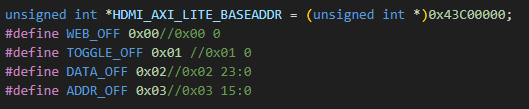 unsigned int *HDMI_AXI_LITE_BASEADDR = (unsigned int *)0x43C00000;
#define WEB_OFF 0x00//0x00 0
#define TOGGLE_OFF 0x01 //0x01 0
#define DATA_OFF 0x02//0x02 23:0
#define ADDR_OFF 0x03//0x03 15:0